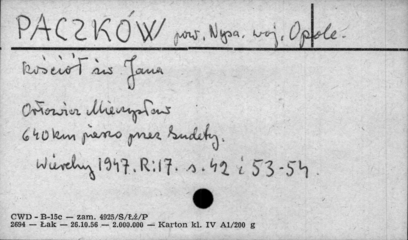 PACZKÓW pow. Nysa. woj. Opole.
Kościół św. Jana
Orłowicz Mieczysław
640 km pieszo przez Sudety.
Wierchy 1947. R:17. s. 42 i 53-54.
CWD - B-15c — zam. 4925/S/Łź/P
2694 — Łak — 26.10.56 — 2.000.000 — Karton kl. IV A1/200 g